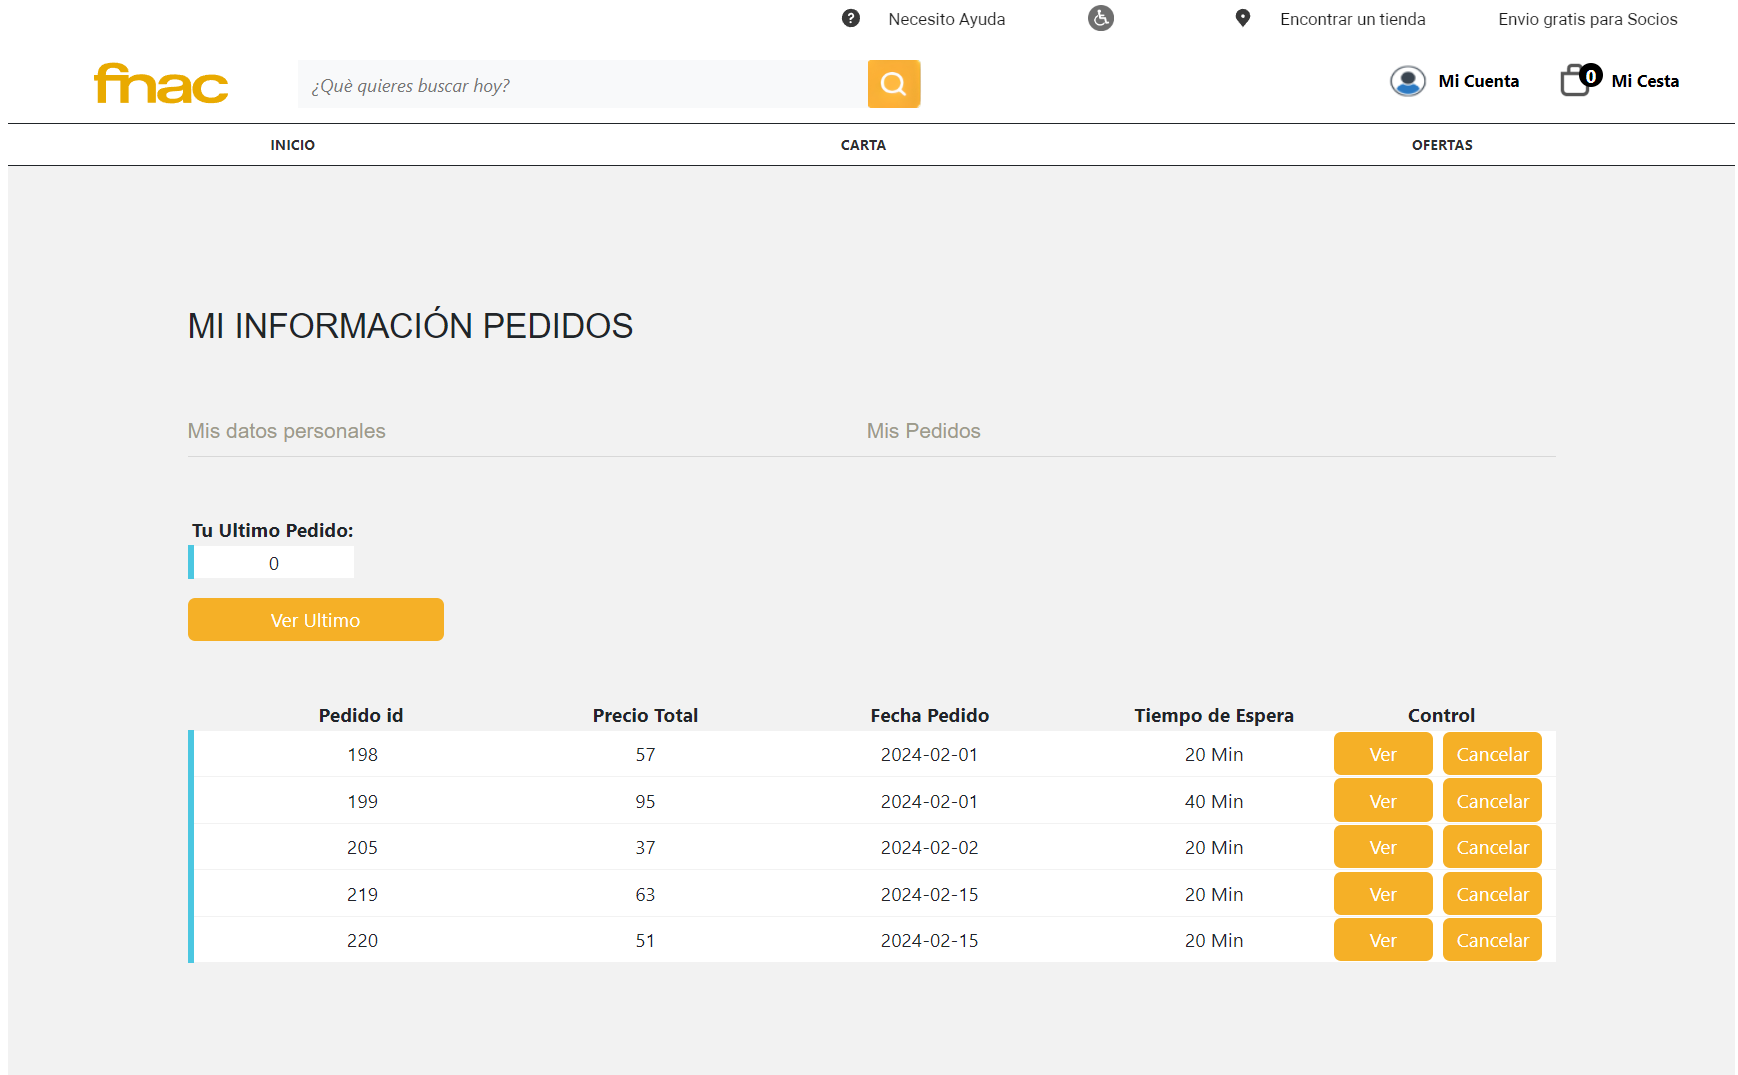 ? Necesito Ayuda Encontrar un tienda Envio gratis para Socios
fnac ¿Què quieres buscar hoy? Mi Cuenta 0 Mi Cesta
INICIO CARTA OFERTAS
MI INFORMACIÓN PEDIDOS
Mis datos personales Mis Pedidos
Tu Ultimo Pedido:
0
Ver Ultimo
Pedido id Precio Total Fecha Pedido Tiempo de Espera Control
198 57 2024-02-01 20 Min Ver Cancelar
199 95 2024-02-01 40 Min Ver Cancelar
205 37 2024-02-02 20 Min Ver Cancelar
219 63 2024-02-15 20 Min Ver Cancelar
220 51 2024-02-15 20 Min Ver Cancelar